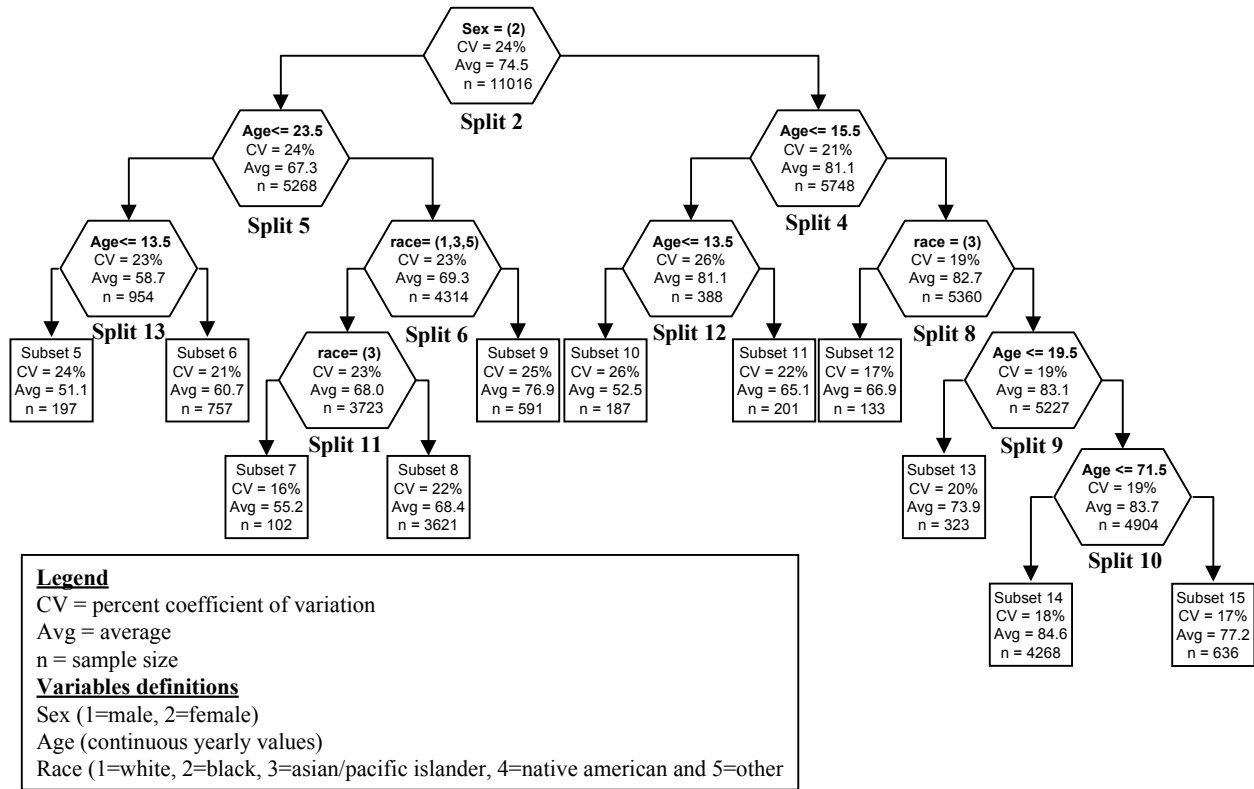 Sex = (2)
CV = 24%
Avg = 74.5
n = 11016
Split 2
Age<= 23.5
CV = 24%
Avg = 67.3
n = 5268
Split 5
Age<= 15.5
CV = 21%
Avg = 81.1
n = 5748
Split 4
Age<= 13.5
CV = 23%
Avg = 58.7
n = 954
Split 13
race= (1,3,5)
CV = 23%
Avg = 69.3
n = 4314
Split 6
Age<= 13.5
CV = 26%
Avg = 81.1
n = 388
Split 12
race = (3)
CV = 19%
Avg = 82.7
n = 5360
Split 8
Subset 5
CV = 24%
Avg = 51.1
n = 197
Subset 6
CV = 21%
Avg = 60.7
n = 757
race= (3)
CV = 23%
Avg = 68.0
n = 3723
Split 11
Subset 9
CV = 25%
Avg = 76.9
n = 591
Subset 10
CV = 26%
Avg = 52.5
n = 187
Subset 11
CV = 22%
Avg = 65.1
n = 201
Subset 12
CV = 17%
Avg = 66.9
n = 133
Age <= 19.5
CV = 19%
Avg = 83.1
n = 5227
Split 9
Subset 7
CV = 16%
Avg = 55.2
n = 102
Subset 8
CV = 22%
Avg = 68.4
n = 3621
Subset 13
CV = 20%
Avg = 73.9
n = 323
Age <= 71.5
CV = 19%
Avg = 83.7
n = 4904
Split 10
Subset 14
CV = 18%
Avg = 84.6
n = 4268
Subset 15
CV = 17%
Avg = 77.2
n = 636
Legend
CV = percent coefficient of variation
Avg = average
n = sample size
Variables definitions
Sex (1=male, 2=female)
Age (continuous yearly values)
Race (1=white, 2=black, 3=asian/pacific islander, 4=native american and 5=other